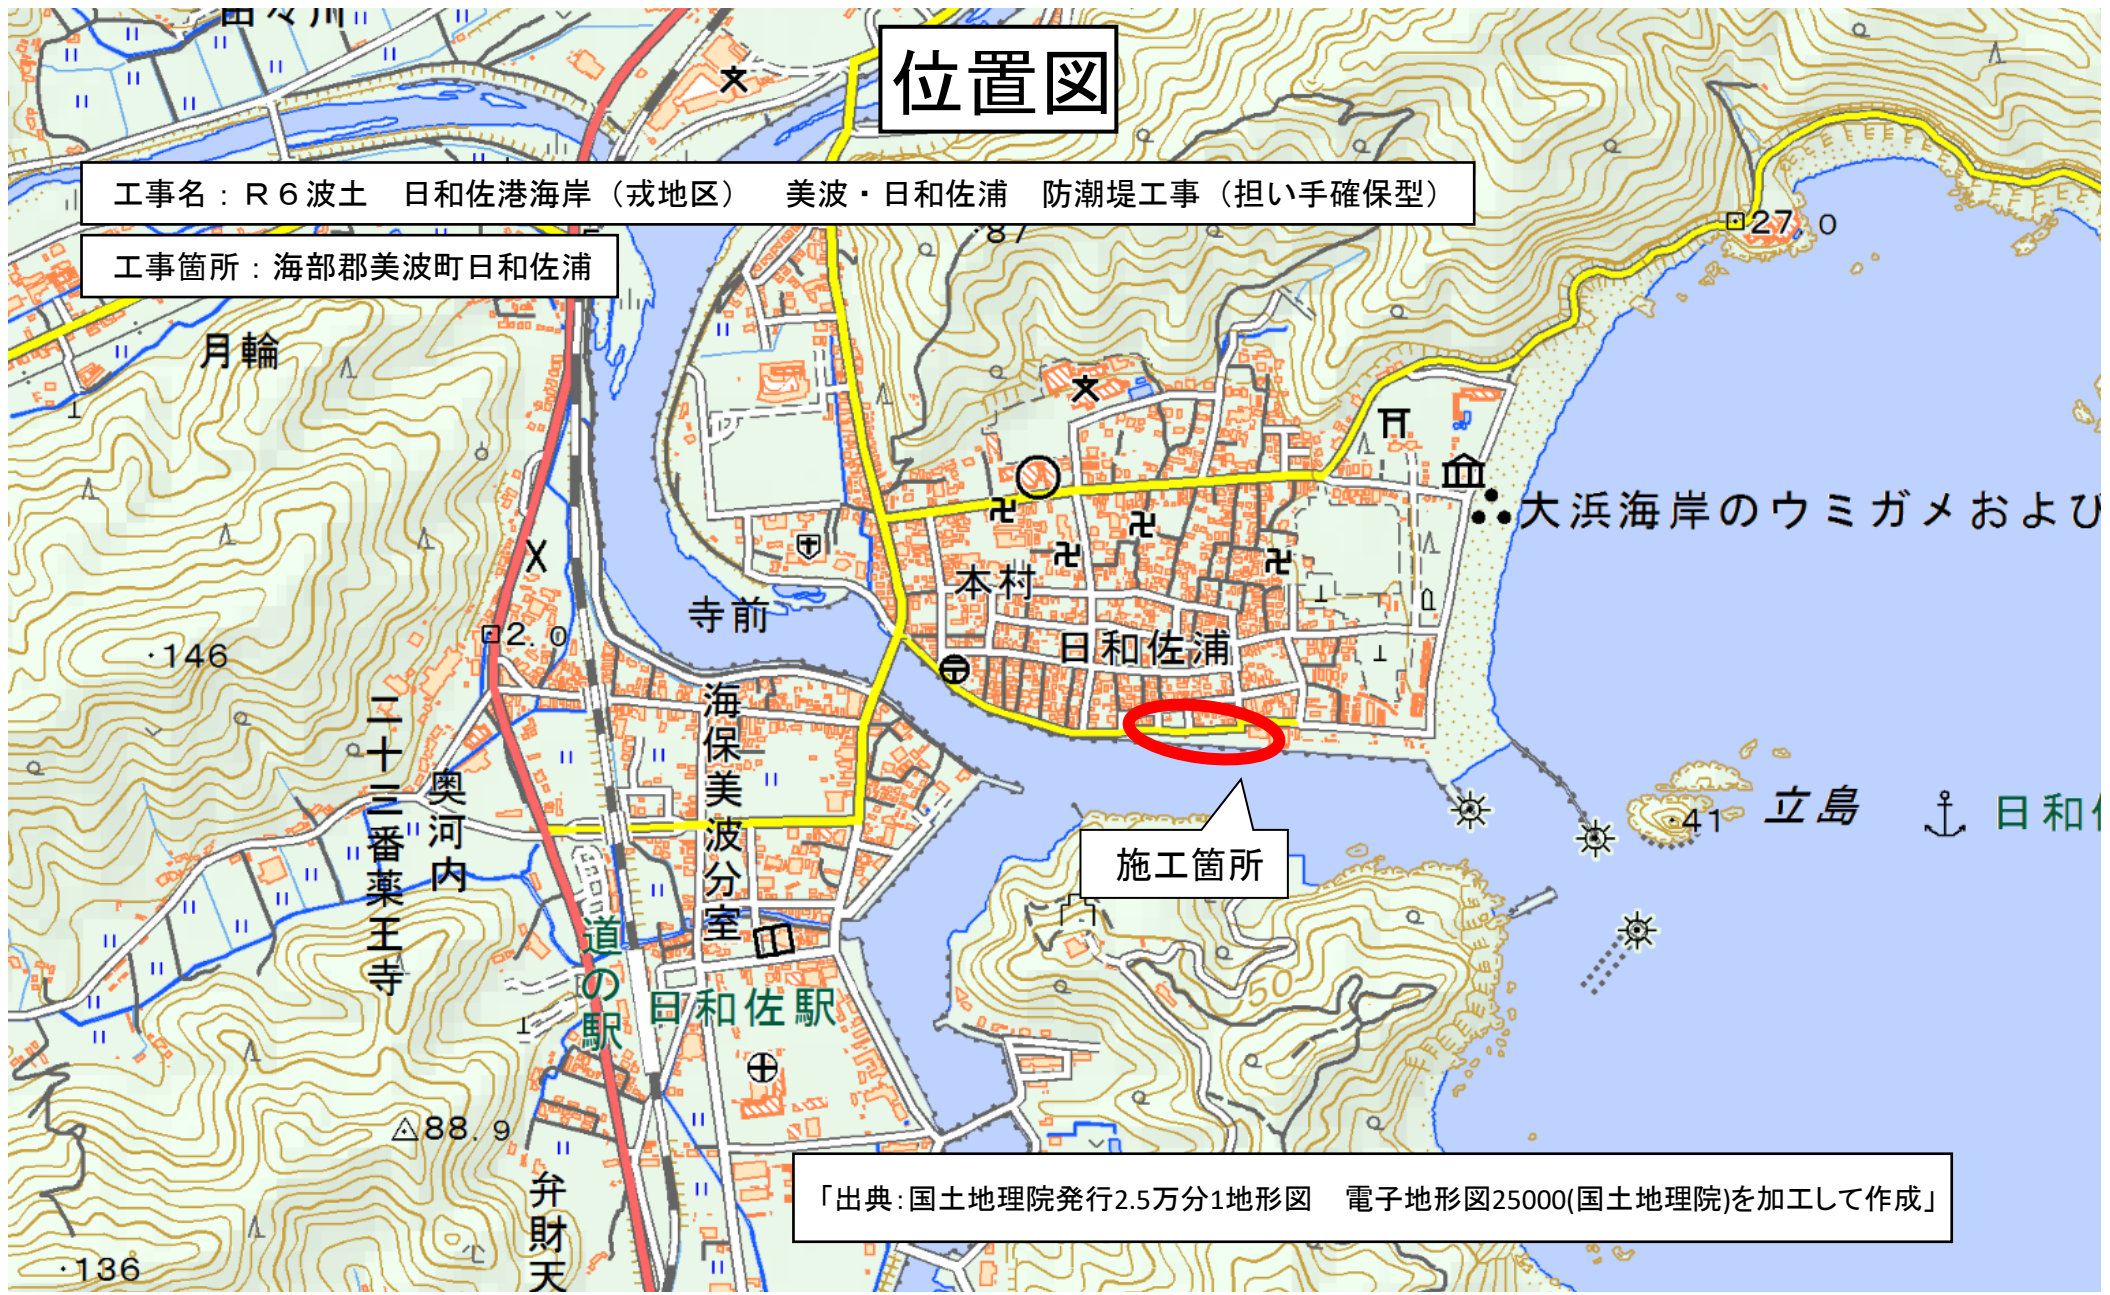 位置図
工事名：Ｒ６波土　日和佐港海岸（戎地区）　美波・日和佐浦　防潮堤工事（担い手確保型）
工事箇所：海部郡美波町日和佐浦
87
27.0
月輪
大浜海岸のウミガメおよび
本村
寺前
2.0
日和佐浦
・146
二十三番薬王寺
奥河内
海保美波分室
立島
・41
日和
施工箇所
道の駅
日和佐駅
50
88.9
弁財天
「出典：国土地理院発行2.5万分1地形図　電子地形図25000(国土地理院)を加工して作成」
・136